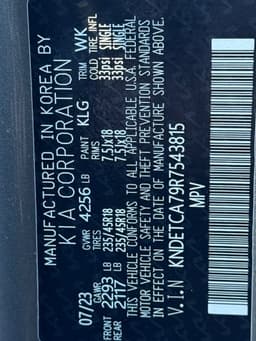 MANUFACTURED IN KOREA BY
KIA CORPORATION
07/23 GVWR 4256 LB PAINT KLG TRIM WK
GAWR TIRES RIMS COLD TIRE INFL
FRONT 2293 LB 235/45R18 7.5Jx18 33psi SINGLE
REAR 2117 LB 235/45R18 7.5Jx18 33psi SINGLE
THIS VEHICLE CONFORMS TO ALL APPLICABLE U.S.A. FEDERAL
MOTOR VEHICLE SAFETY AND THEFT PREVENTION STANDARDS
IN EFFECT ON THE DATE OF MANUFACTURE SHOWN ABOVE.
V.I.N KNDETCA79R7543815
MPV